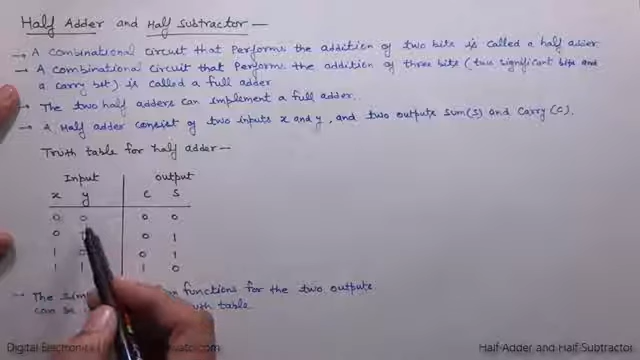 Half Adder and Half Subtractor —
→ A combinational circuit that performs the addition of two bits is called a half adder.
→ A combinational circuit that performs the addition of three bits (two significant bits and
a carry bit) is called a full adder
→ The two half adders can implement a full adder.
→ A Half adder consist of two inputs x and y, and two outputs sum(S) and carry (C).
Truth table for half adder —
Input output
x y C S
0 0 0 0
0 0 1
1 0 0 1
1 1 1 0
→ The functions for the two outputs
can be table
Digital Electronics
Half-Adder and Half-Subtractor